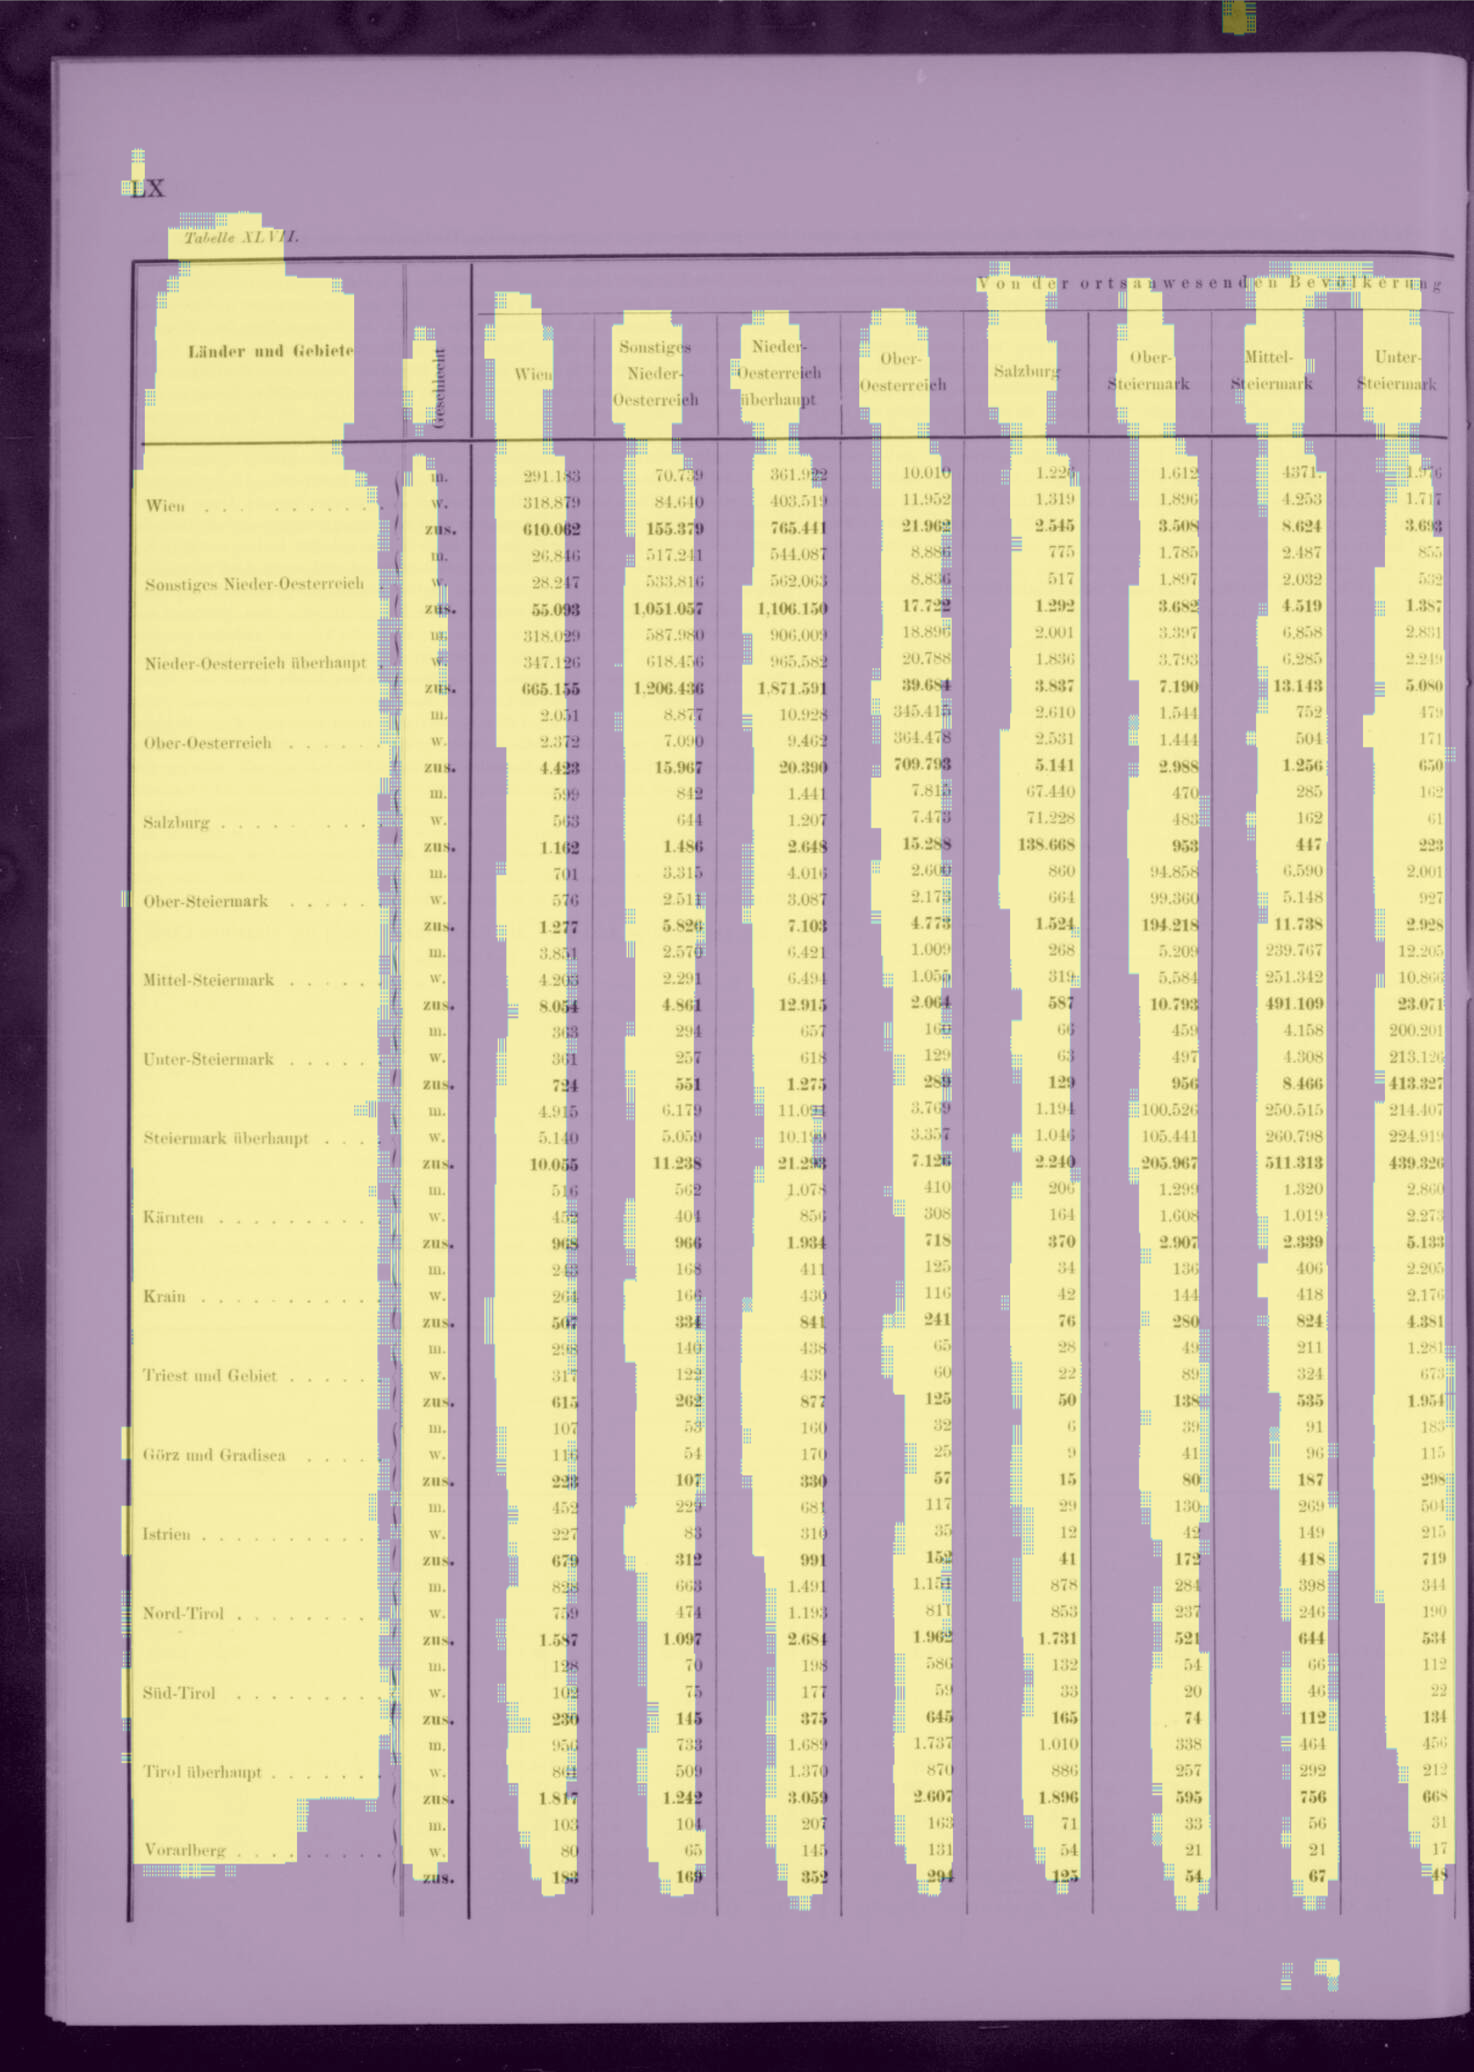 LX
Tabelle XLVII.
Von der ortsanwesenden Bevölkerung
Länder und Gebiete Geschlecht Wien Sonstiges Nieder-Oesterreich Nieder-Oesterreich überhaupt Ober-Oesterreich Salzburg Ober-Steiermark Mittel-Steiermark Unter-Steiermark
m. 291.183 70.739 361.922 10.010 1.226 1.612 4371. 1.976
Wien w. 318.879 84.640 403.519 11.952 1.319 1.896 4.253 1.717
zus. 610.062 155.379 765.441 21.962 2.545 3.508 8.624 3.693
m. 26.846 517.241 544.087 8.886 775 1.785 2.487 855
Sonstiges Nieder-Oesterreich w. 28.247 533.816 562.063 8.836 517 1.897 2.032 532
zus. 55.093 1,051.057 1,106.150 17.722 1.292 3.682 4.519 1.387
m. 318.029 587.980 906.009 18.896 2.001 3.397 6.858 2.831
Nieder-Oesterreich überhaupt w. 347.126 618.456 965.582 20.788 1.836 3.793 6.285 2.249
zus. 665.155 1,206.436 1.871.591 39.684 3.837 7.190 13.143 5.080
m. 2.051 8.877 10.928 345.415 2.610 1.544 752 479
Ober-Oesterreich w. 2.372 7.090 9.462 364.478 2.531 1.444 504 171
zus. 4.423 15.967 20.390 709.793 5.141 2.988 1.256 650
m. 599 842 1.441 7.815 67.440 470 285 162
Salzburg w. 563 644 1.207 7.473 71.228 483 162 61
zus. 1.162 1.486 2.648 15.288 138.668 953 447 223
m. 701 3.315 4.016 2.600 860 94.858 6.590 2.001
Ober-Steiermark w. 576 2.511 3.087 2.173 664 99.360 5.148 927
zus. 1.277 5.826 7.103 4.773 1.524 194.218 11.738 2.928
m. 3.851 2.570 6.421 1.009 268 5.209 239.767 12.205
Mittel-Steiermark w. 4.203 2.291 6.494 1.055 319 5.584 251.342 10.866
zus. 8.054 4.861 12.915 2.064 587 10.793 491.109 23.071
m. 363 294 657 160 66 459 4.158 200.201
Unter-Steiermark w. 361 257 618 129 63 497 4.308 213.126
zus. 724 551 1.275 289 129 956 8.466 413.327
m. 4.915 6.179 11.094 3.769 1.194 100.526 250.515 214.407
Steiermark überhaupt w. 5.140 5.059 10.199 3.357 1.046 105.441 260.798 224.919
zus. 10.055 11.238 21.293 7.126 2.240 205.967 511.313 439.326
m. 516 562 1.078 410 206 1.299 1.320 2.860
Kärnten w. 452 404 856 308 164 1.608 1.019 2.273
zus. 968 966 1.934 718 370 2.907 2.339 5.133
m. 243 168 411 125 34 136 406 2.205
Krain w. 264 166 430 116 42 144 418 2.176
zus. 507 334 841 241 76 280 824 4.381
m. 298 140 438 65 28 49 211 1.281
Triest und Gebiet w. 317 122 439 60 22 89 324 673
zus. 615 262 877 125 50 138 535 1.954
m. 107 53 160 32 6 39 91 183
Görz und Gradisca w. 116 54 170 25 9 41 96 115
zus. 223 107 330 57 15 80 187 298
m. 452 229 681 117 29 130 269 504
Istrien w. 227 83 310 35 12 42 149 215
zus. 679 312 991 152 41 172 418 719
m. 828 663 1.491 1.151 878 284 398 344
Nord-Tirol w. 759 474 1.193 811 853 237 246 190
zus. 1.587 1.097 2.684 1.962 1.731 521 644 534
m. 128 70 198 586 132 54 66 112
Süd-Tirol w. 102 75 177 59 33 20 46 22
zus. 230 145 375 645 165 74 112 134
m. 956 733 1.689 1.737 1.010 338 464 456
Tirol überhaupt w. 861 509 1.370 870 886 257 292 212
zus. 1.817 1.242 3.059 2.607 1.896 595 756 668
m. 103 104 207 163 71 33 56 31
Vorarlberg w. 80 65 145 131 54 21 21 17
zus. 183 169 352 294 125 54 67 48